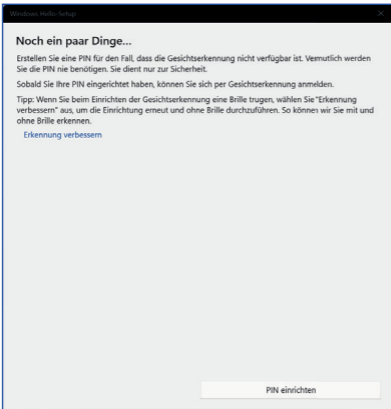 Windows Hello-Setup
Noch ein paar Dinge...
Erstellen Sie eine PIN für den Fall, dass die Gesichtserkennung nicht verfügbar ist. Vermutlich werden
Sie die PIN nie benötigen. Sie dient nur zur Sicherheit.
Sobald Sie Ihre PIN eingerichtet haben, können Sie sich per Gesichtserkennung anmelden.
Tipp: Wenn Sie beim Einrichten der Gesichtserkennung eine Brille trugen, wählen Sie "Erkennung
verbessern" aus, um die Einrichtung erneut und ohne Brille durchzuführen. So können wir Sie mit und
ohne Brille erkennen.
Erkennung verbessern
PIN einrichten